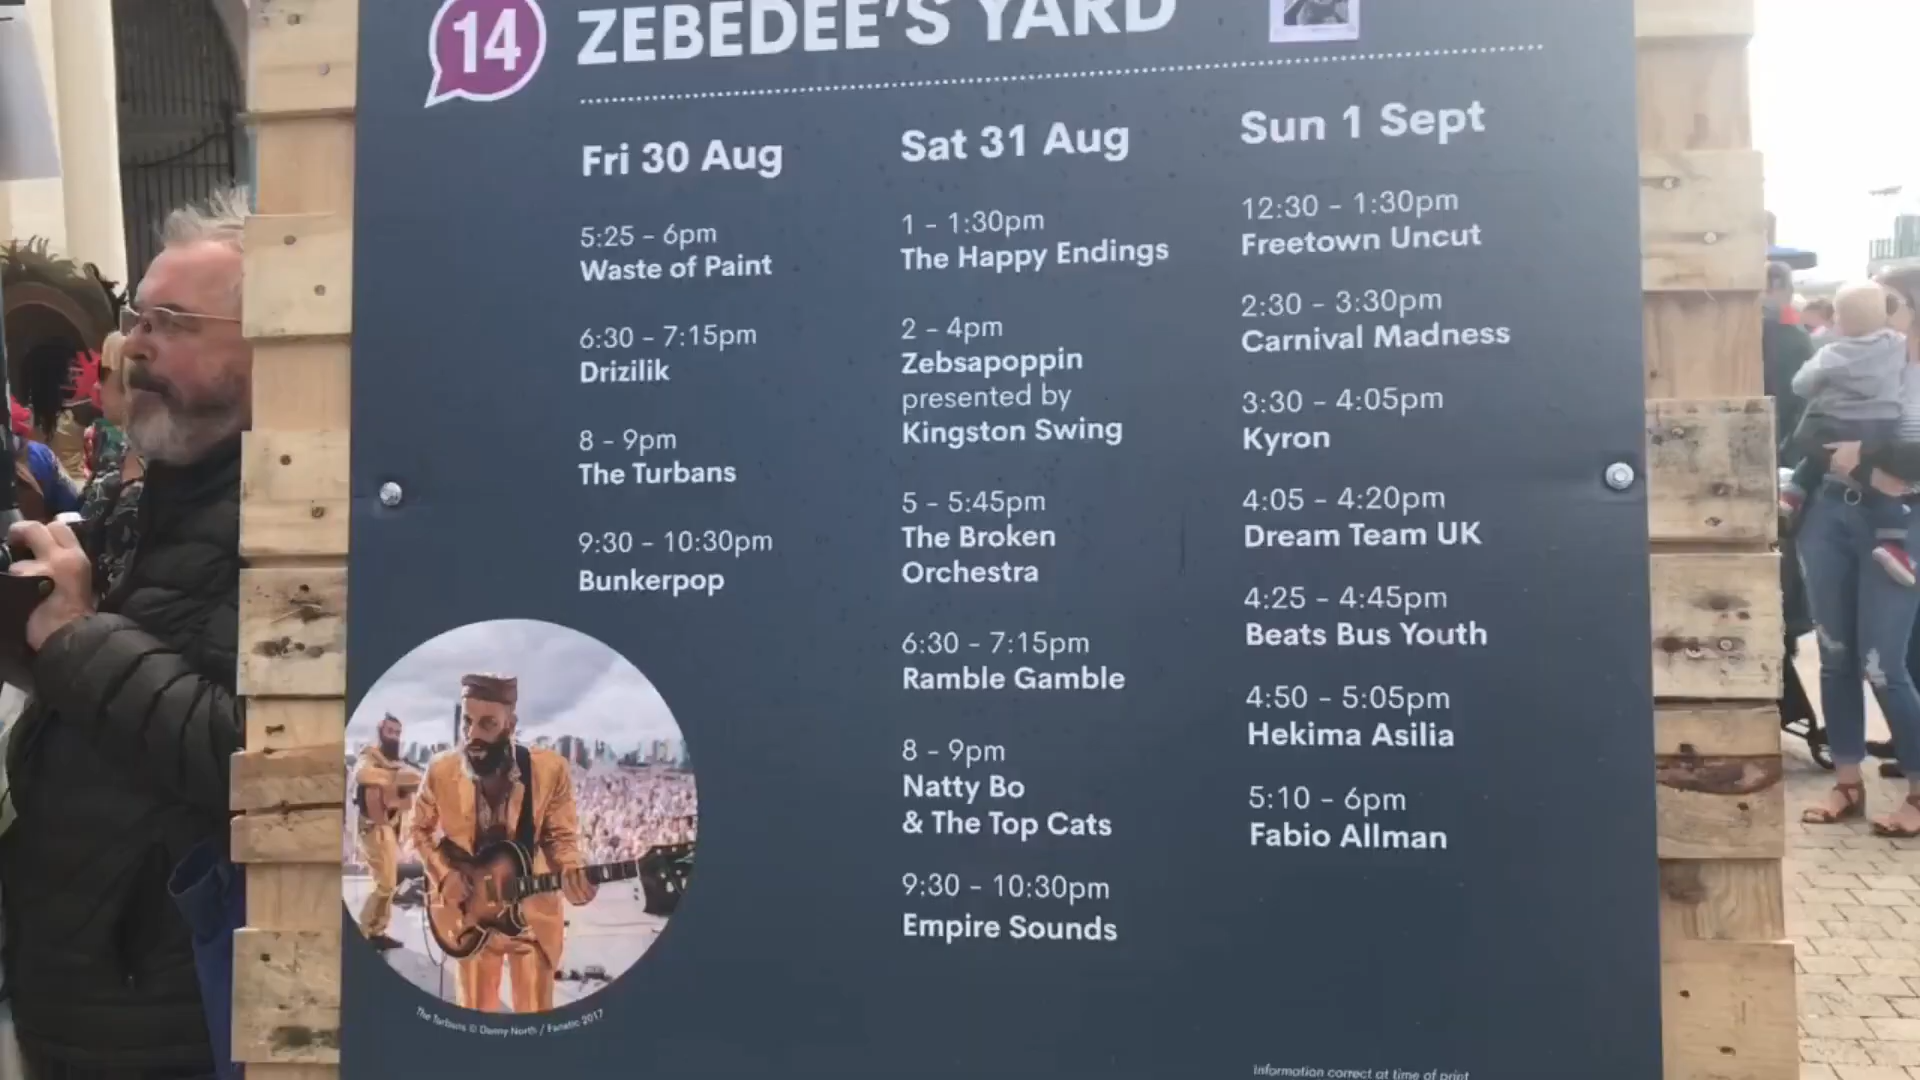 14
ZEBEDEE'S YARD
Fri 30 Aug
5:25 – 6pm
Waste of Paint
6:30 – 7:15pm
Drizilik
8 – 9pm
The Turbans
9:30 – 10:30pm
Bunkerpop
The Turbans © Danny North / Fanatic 2017
Sat 31 Aug
1 – 1:30pm
The Happy Endings
2 – 4pm
Zebsapoppin
presented by
Kingston Swing
5 – 5:45pm
The Broken
Orchestra
6:30 – 7:15pm
Ramble Gamble
8 – 9pm
Natty Bo
& The Top Cats
9:30 – 10:30pm
Empire Sounds
Sun 1 Sept
12:30 – 1:30pm
Freetown Uncut
2:30 – 3:30pm
Carnival Madness
3:30 – 4:05pm
Kyron
4:05 – 4:20pm
Dream Team UK
4:25 – 4:45pm
Beats Bus Youth
4:50 – 5:05pm
Hekima Asilia
5:10 – 6pm
Fabio Allman
Information correct at time of print